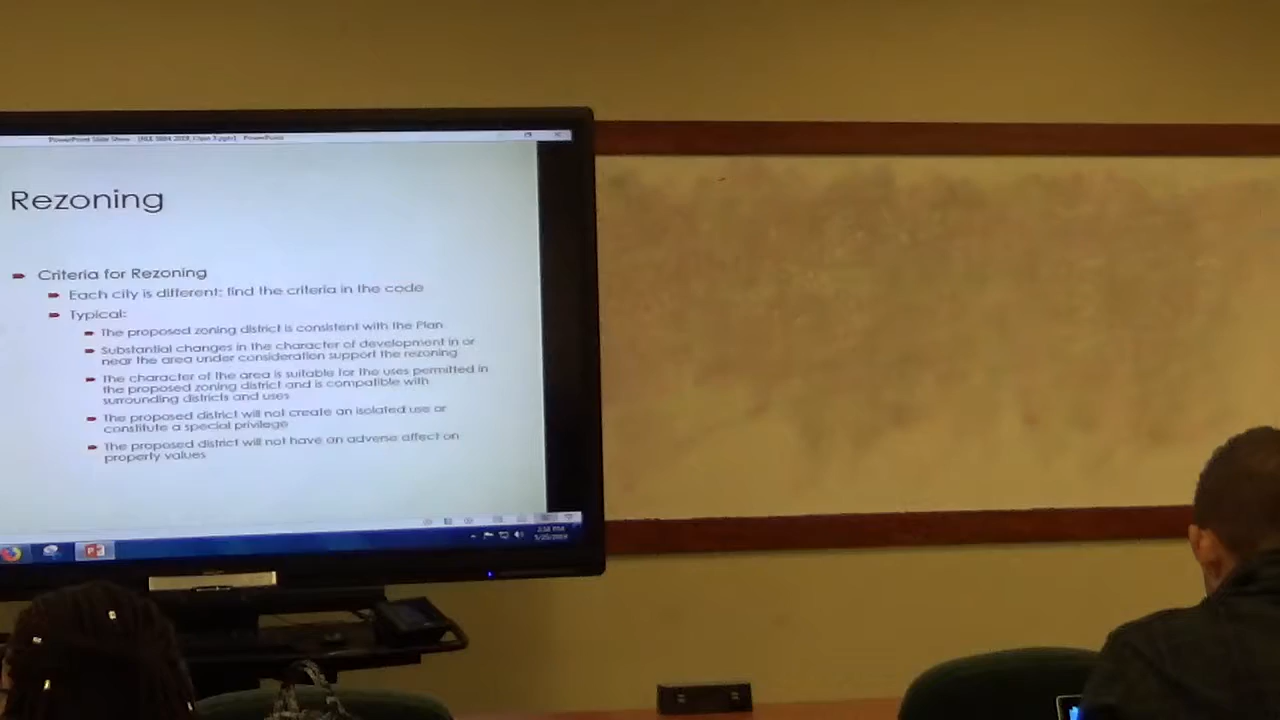 PowerPoint Slide Show - PowerPoint
Rezoning
Criteria for Rezoning
Each city is different; find the criteria in the code
Typical:
The proposed zoning district is consistent with the Plan
Substantial changes in the character of development in or
near the area under consideration support the rezoning
The character of the area is suitable for the uses permitted in
the proposed zoning district and is compatible with
surrounding districts and uses
The proposed district will not create an isolated use or
constitute a special privilege
The proposed district will not have an adverse affect on
property values